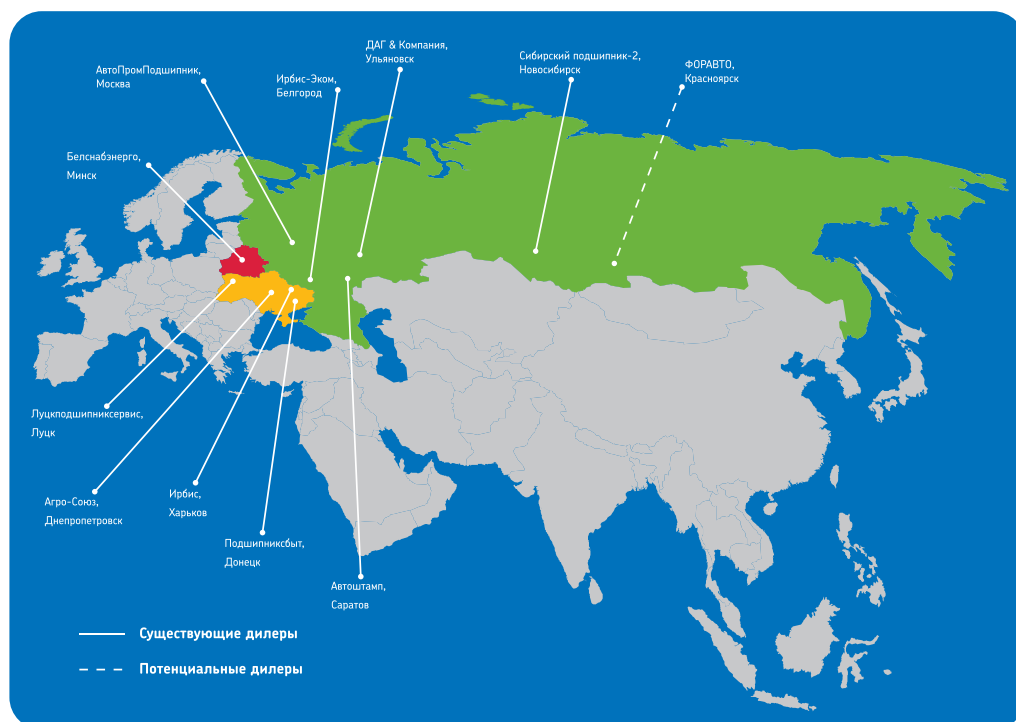 ДАГ & Компания,
Ульяновск
Сибирский подшипник-2,
Новосибирск
ФОРАВТО,
Красноярск
АвтоПромПодшипник,
Москва
Ирбис-Эком,
Белгород
Белснабэнерго,
Минск
Луцкподшипниксервис,
Луцк
Агро-Союз,
Днепропетровск
Ирбис,
Харьков
Подшипниксбыт,
Донецк
Автоштамп,
Саратов
Существующие дилеры
Потенциальные дилеры